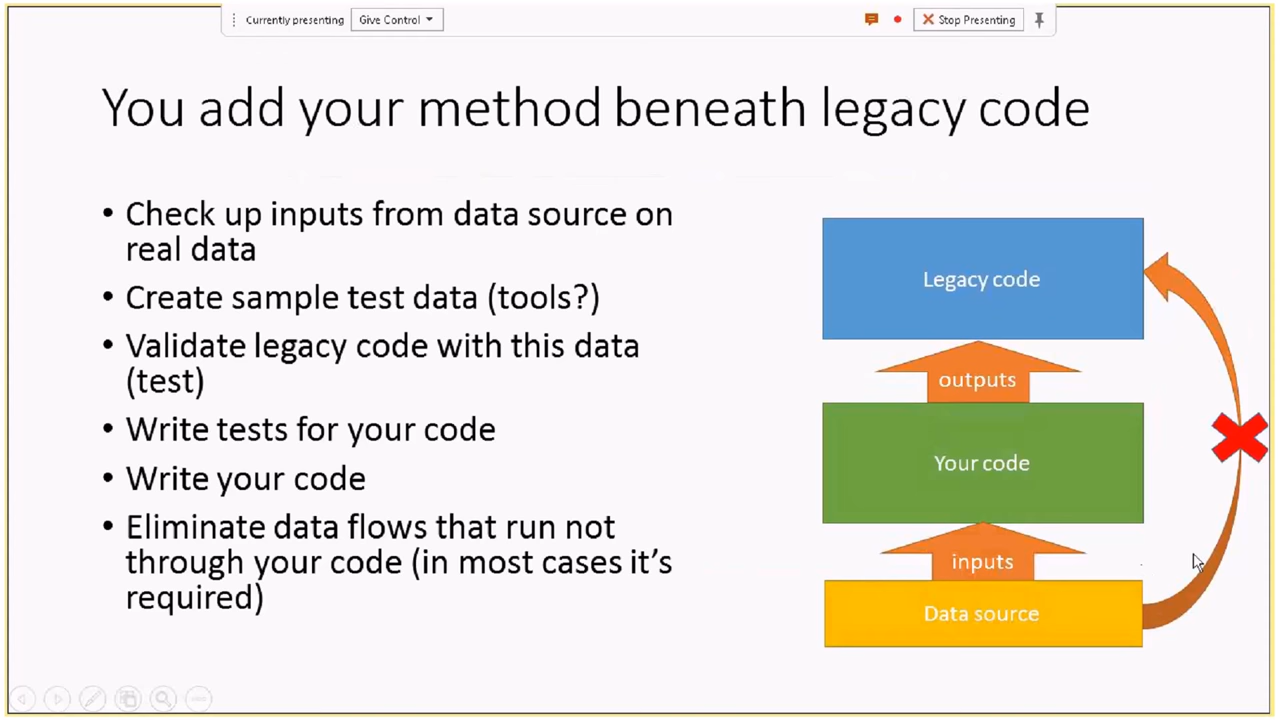 Currently presenting
Give Control
Stop Presenting
You add your method beneath legacy code
• Check up inputs from data source on
real data
• Create sample test data (tools?)
• Validate legacy code with this data
(test)
• Write tests for your code
• Write your code
• Eliminate data flows that run not
through your code (in most cases it’s
required)
Legacy code
outputs
Your code
inputs
Data source